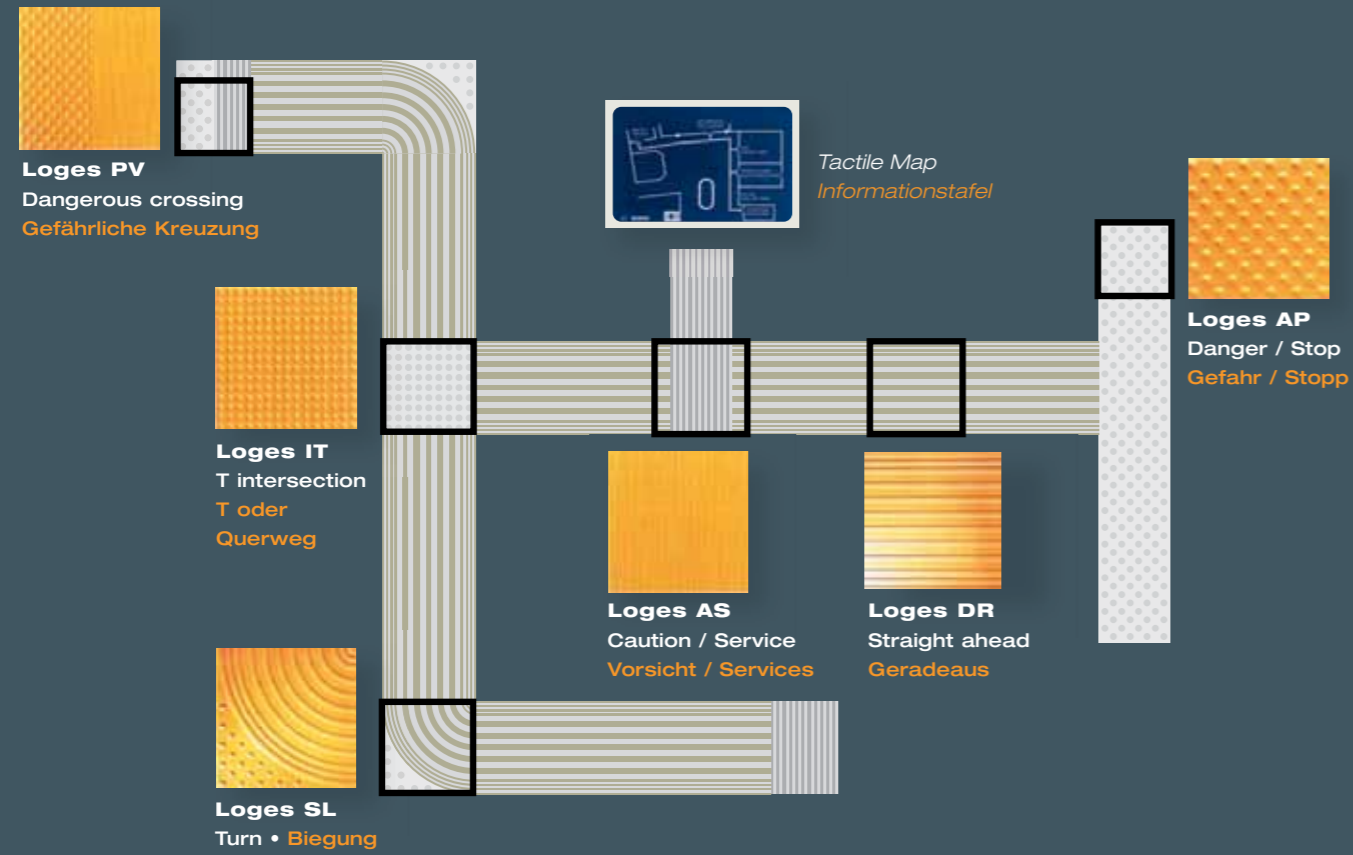 Loges PV
Dangerous crossing
Gefährliche Kreuzung
Tactile Map
Informationstafel
Loges AP
Danger / Stop
Gefahr / Stopp
Loges IT
T intersection
T oder
Querweg
Loges AS
Caution / Service
Vorsicht / Services
Loges DR
Straight ahead
Geradeaus
Loges SL
Turn • Biegung